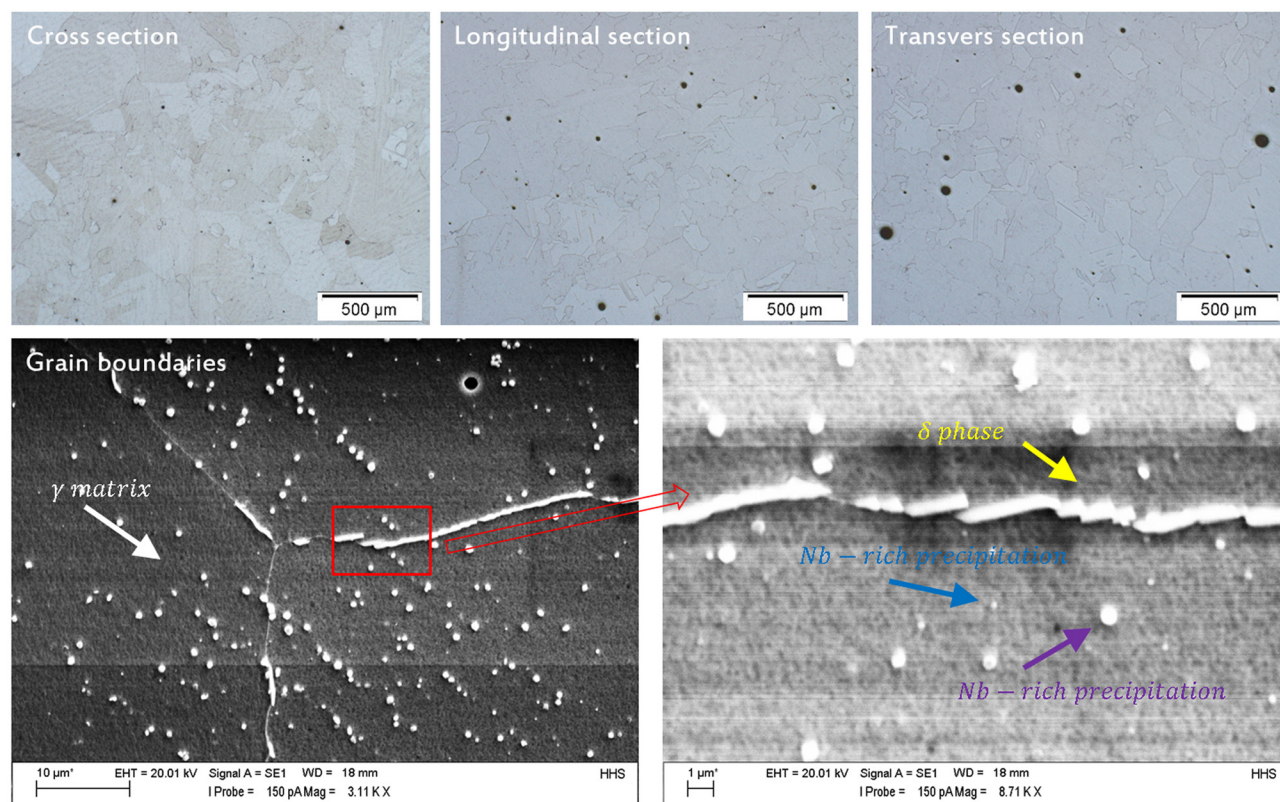 Cross section
Longitudinal section
Transvers section
500 µm
500 µm
500 µm
Grain boundaries
γ matrix
δ phase
Nb − rich precipitation
Nb − rich precipitation
10 µm*
EHT = 20.01 kV Signal A = SE1 WD = 18 mm HHS
I Probe = 150 pA Mag = 3.11 K X
1 µm*
EHT = 20.01 kV Signal A = SE1 WD = 18 mm HHS
I Probe = 150 pA Mag = 8.71 K X